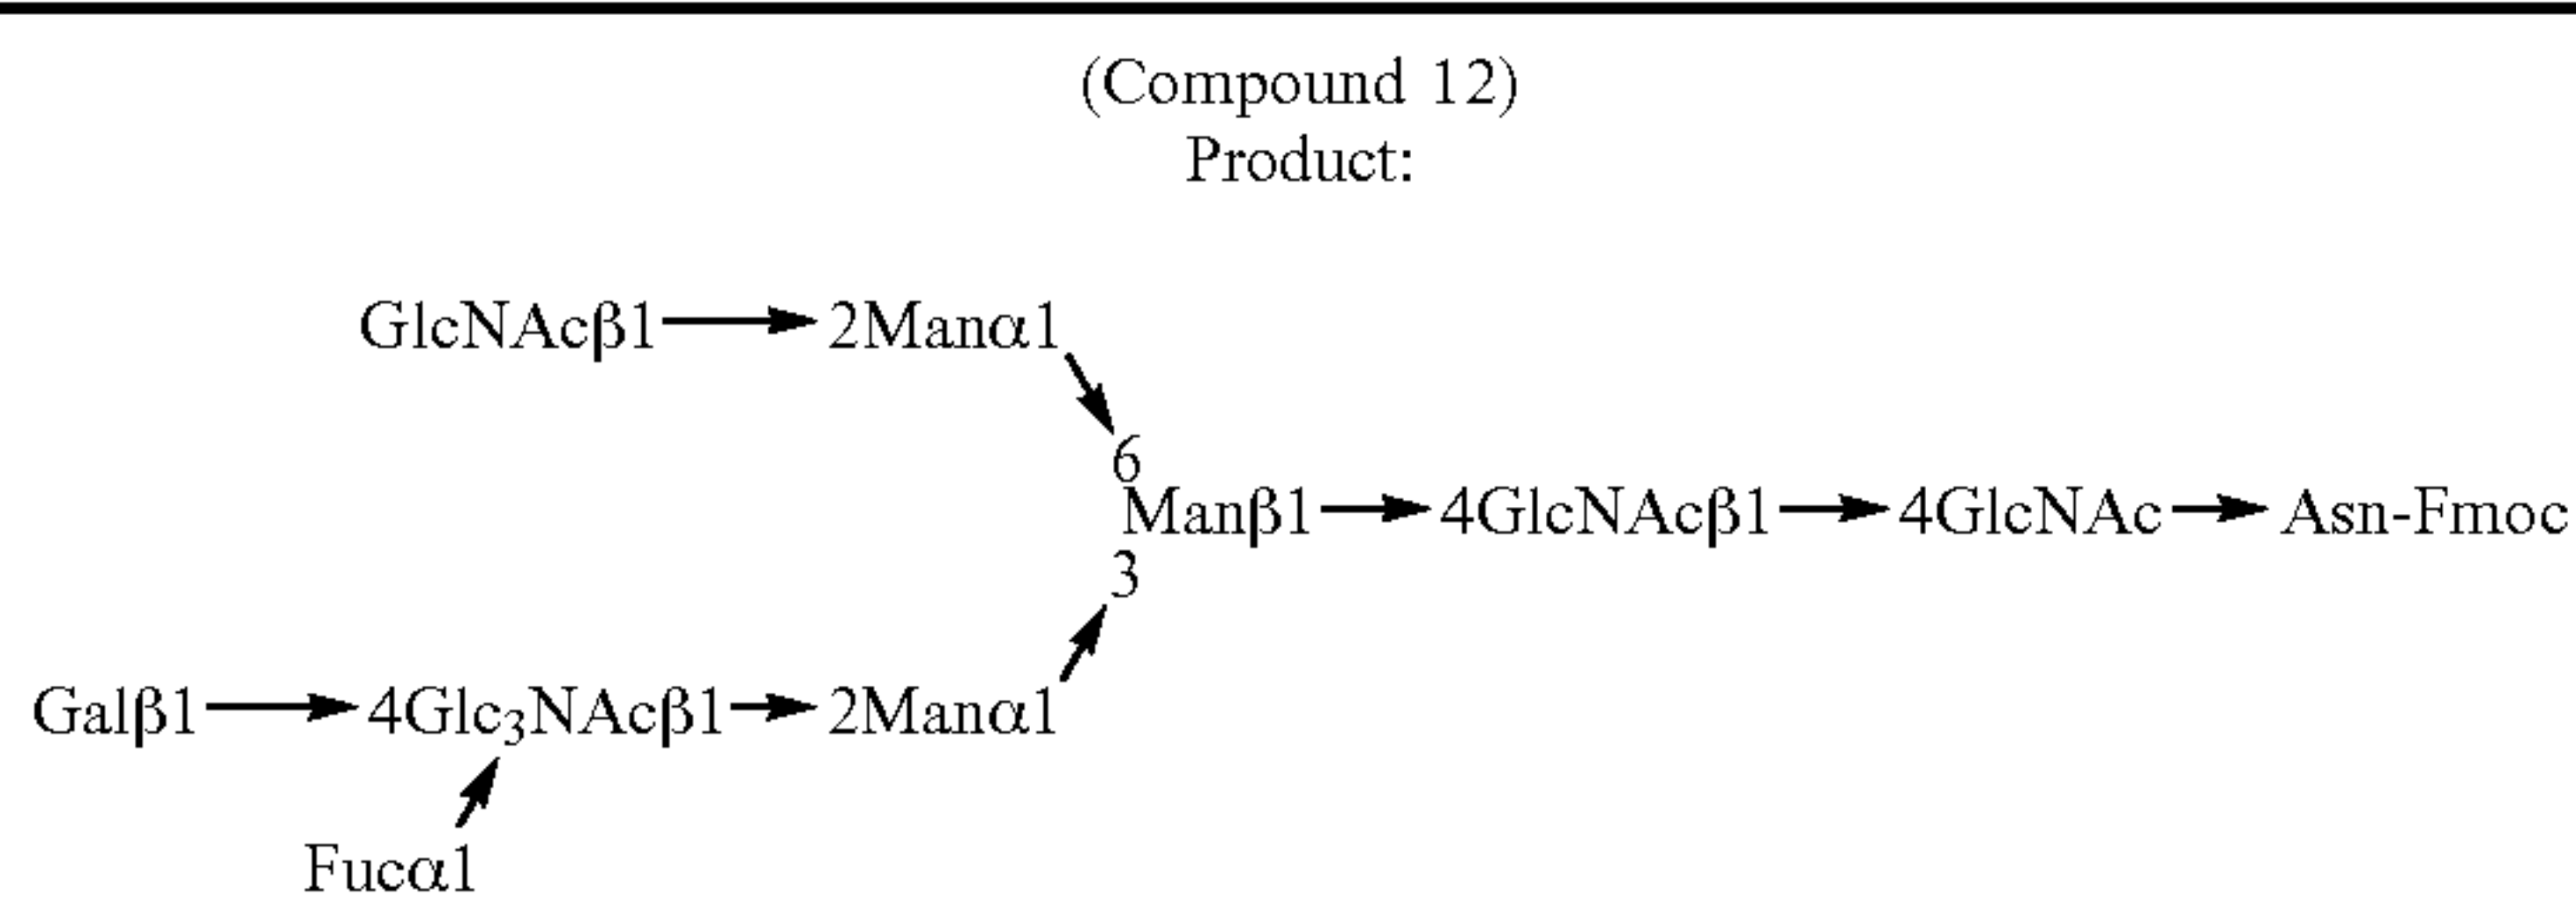 (Compound 12)
Product:
GlcNAcβ1 → 2Manα1
6
Manβ1 → 4GlcNAcβ1 → 4GlcNAc → Asn-Fmoc
3
Galβ1 → 4Glc₃NAcβ1 → 2Manα1
Fucα1